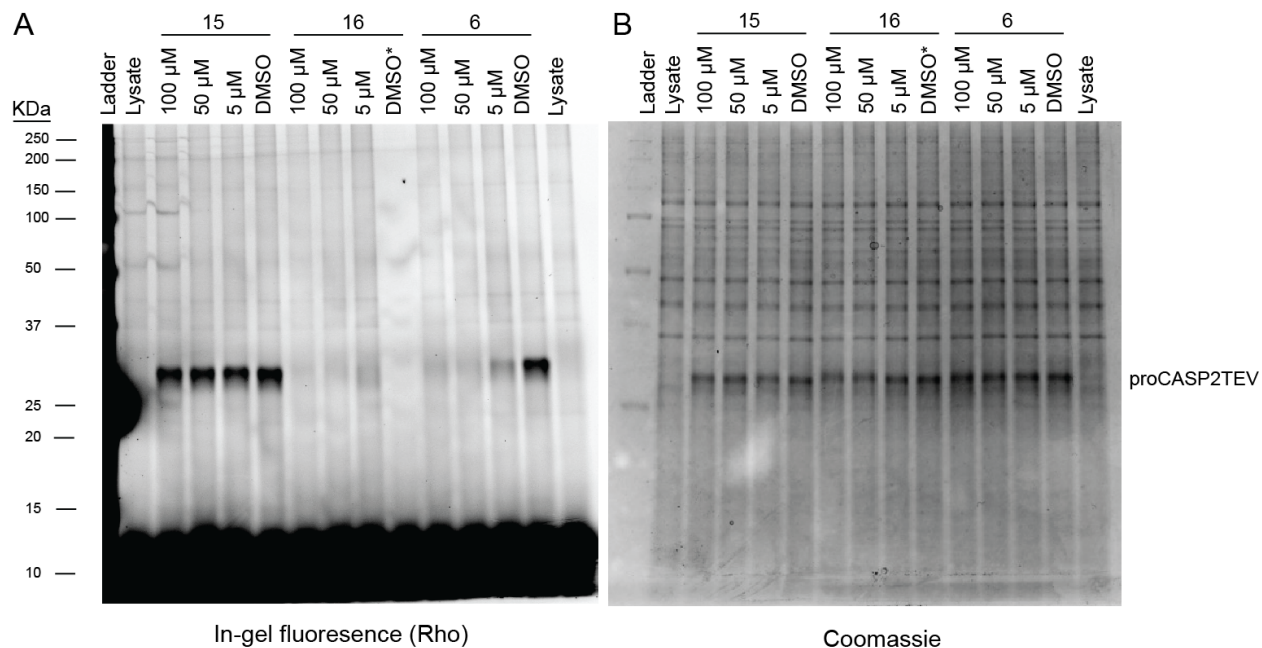 A
15 16 6
Ladder
Lysate
100 µM
50 µM
5 µM
DMSO
100 µM
50 µM
5 µM
DMSO*
100 µM
50 µM
5 µM
DMSO
Lysate
KDa
250
200
150
100
50
37
25
20
15
10
In-gel fluoresence (Rho)
B
15 16 6
Ladder
Lysate
100 µM
50 µM
5 µM
DMSO
100 µM
50 µM
5 µM
DMSO*
100 µM
50 µM
5 µM
DMSO
Lysate
proCASP2TEV
Coomassie